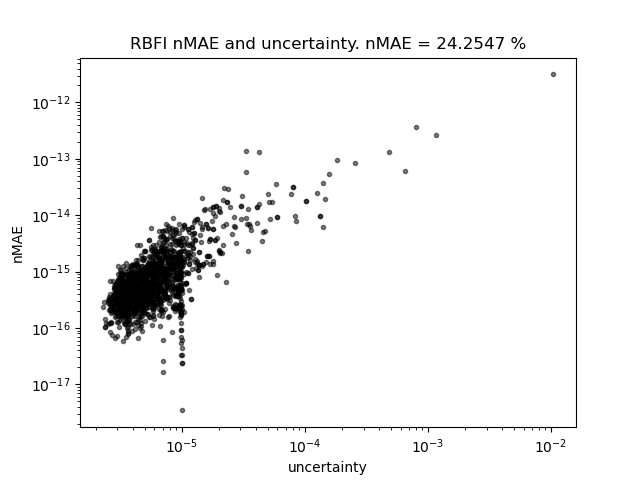 RBFI nMAE and uncertainty. nMAE = 24.2547 %
nMAE
10⁻¹²
10⁻¹³
10⁻¹⁴
10⁻¹⁵
10⁻¹⁶
10⁻¹⁷
10⁻⁵ 10⁻⁴ 10⁻³ 10⁻²
uncertainty